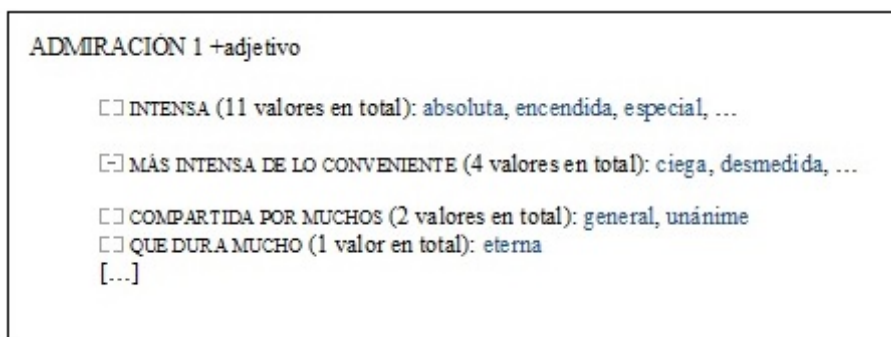 ADMIRACIÓN 1 +adjetivo
INTENSA (11 valores en total): absoluta, encendida, especial, …
MÁS INTENSA DE LO CONVENIENTE (4 valores en total): ciega, desmedida, …
COMPARTIDA POR MUCHOS (2 valores en total): general, unánime
QUE DURA MUCHO (1 valor en total): eterna
[…]